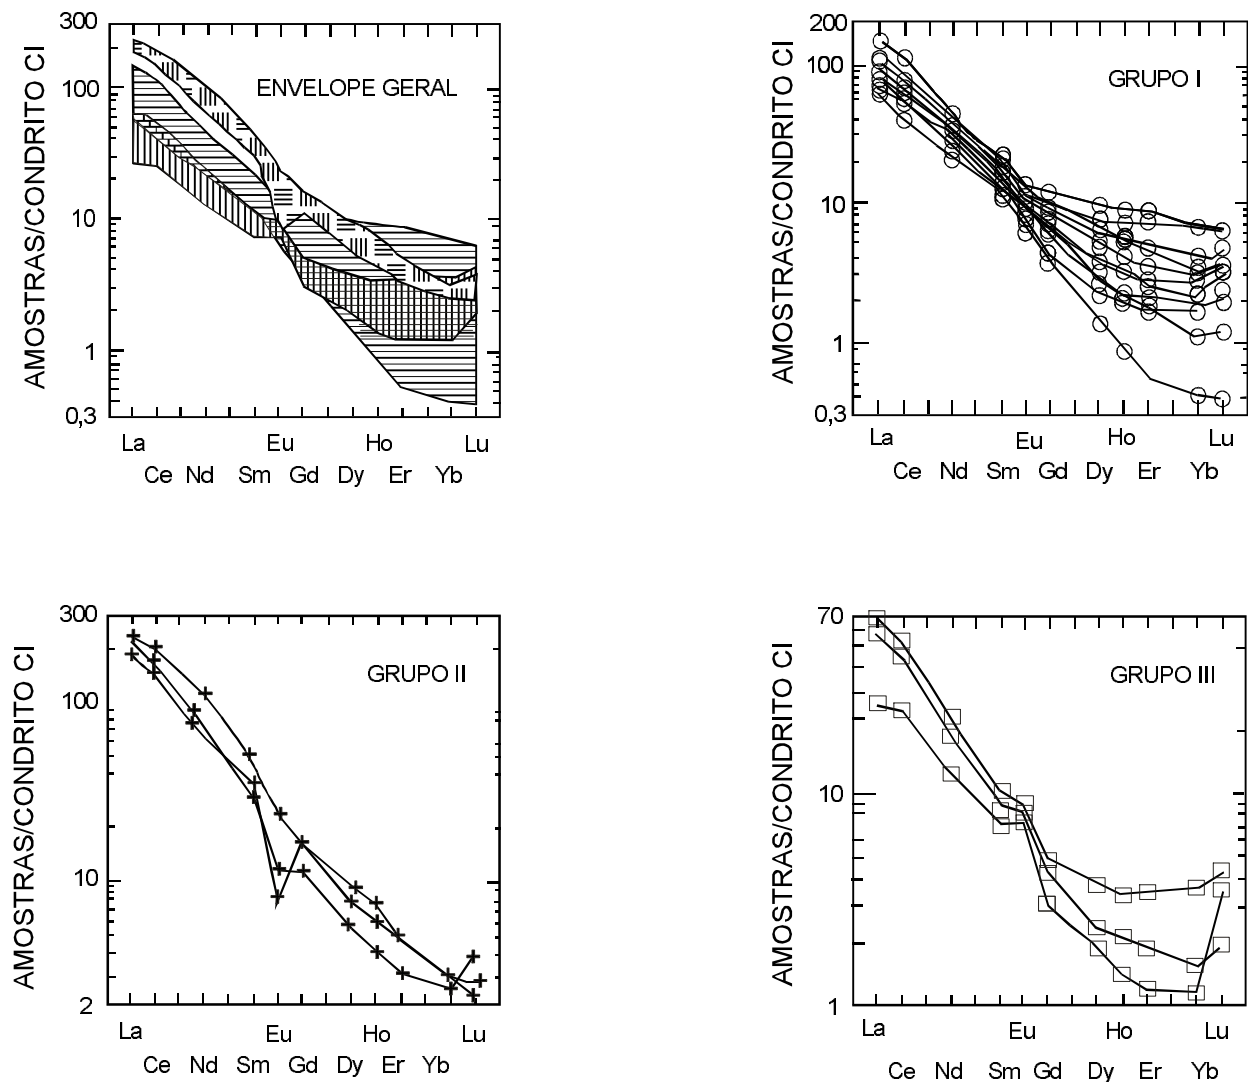 AMOSTRAS/CONDRITO CI
300
100
10
1
0,3
ENVELOPE GERAL
La Eu Ho Lu
Ce Nd Sm Gd Dy Er Yb
AMOSTRAS/CONDRITO CI
200
100
10
1
0,3
GRUPO I
La Eu Ho Lu
Ce Nd Sm Gd Dy Er Yb
AMOSTRAS/CONDRITO CI
300
100
10
2
GRUPO II
La Eu Ho Lu
Ce Nd Sm Gd Dy Er Yb
AMOSTRAS/CONDRITO CI
70
10
1
GRUPO III
La Eu Ho Lu
Ce Nd Sm Gd Dy Er Yb